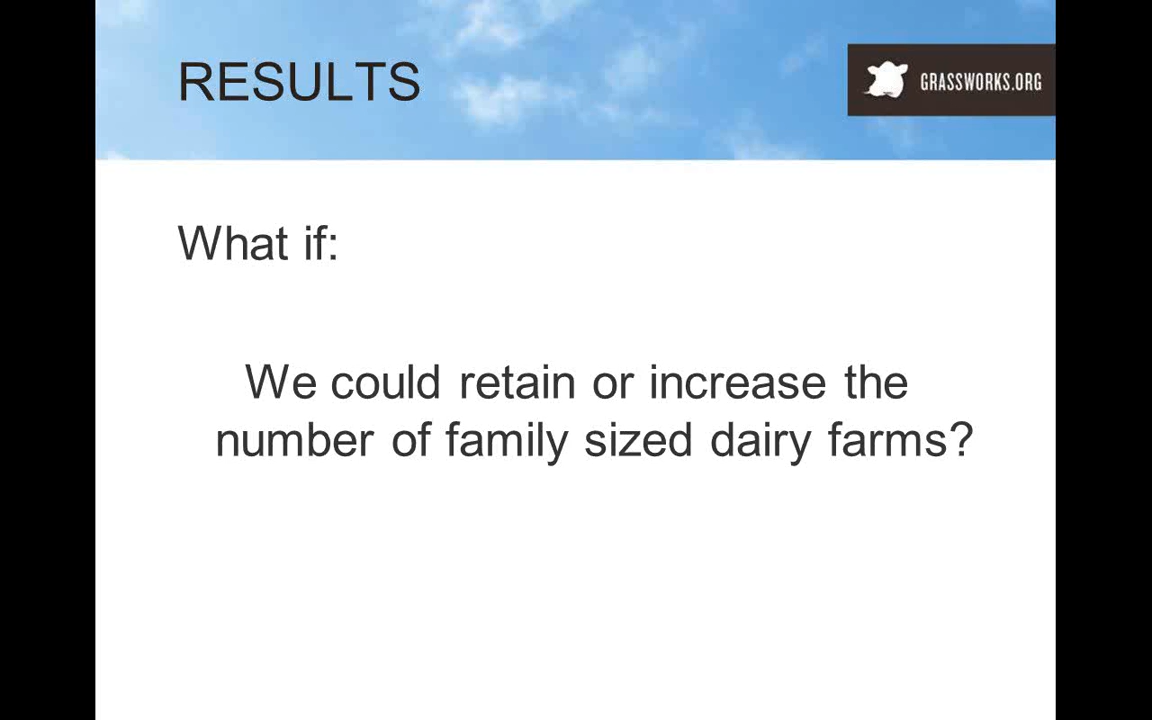 RESULTS
GRASSWORKS.ORG
What if:
We could retain or increase the
number of family sized dairy farms?